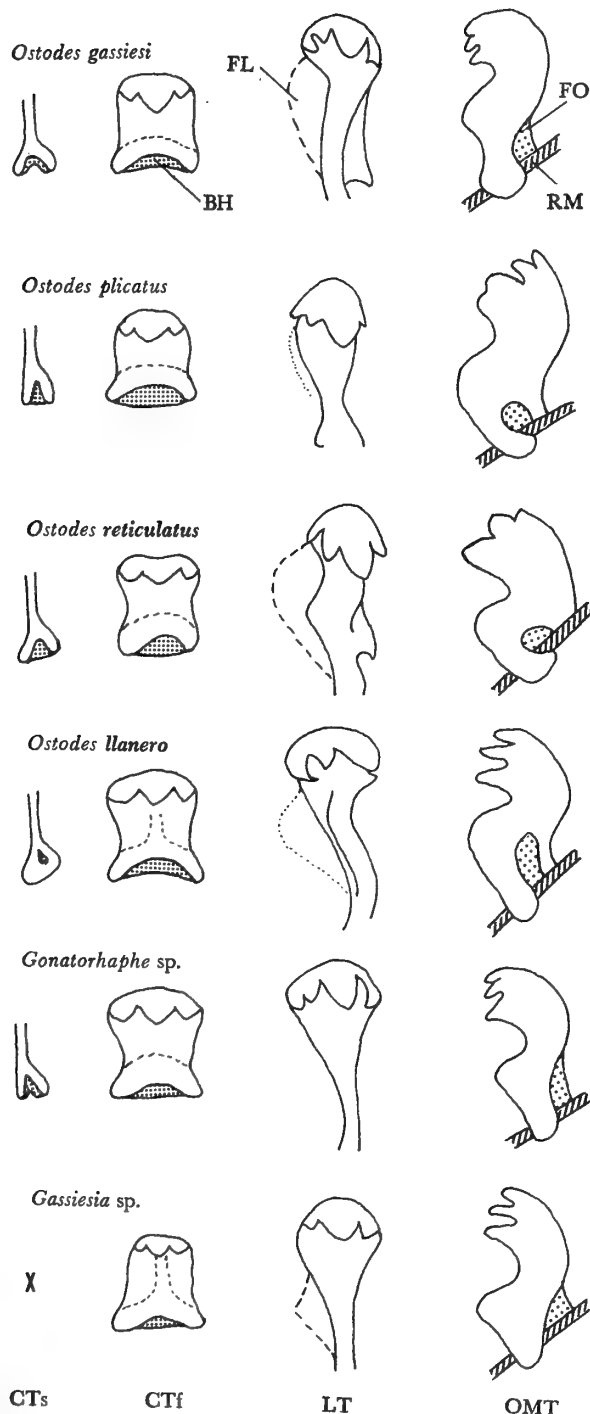 Ostodes gassiesi
FL
FO
BH
RM
Ostodes plicatus
Ostodes reticulatus
Ostodes llanero
Gonatorhaphe sp.
Gassiesia sp.
X
CTs CTf LT OMT